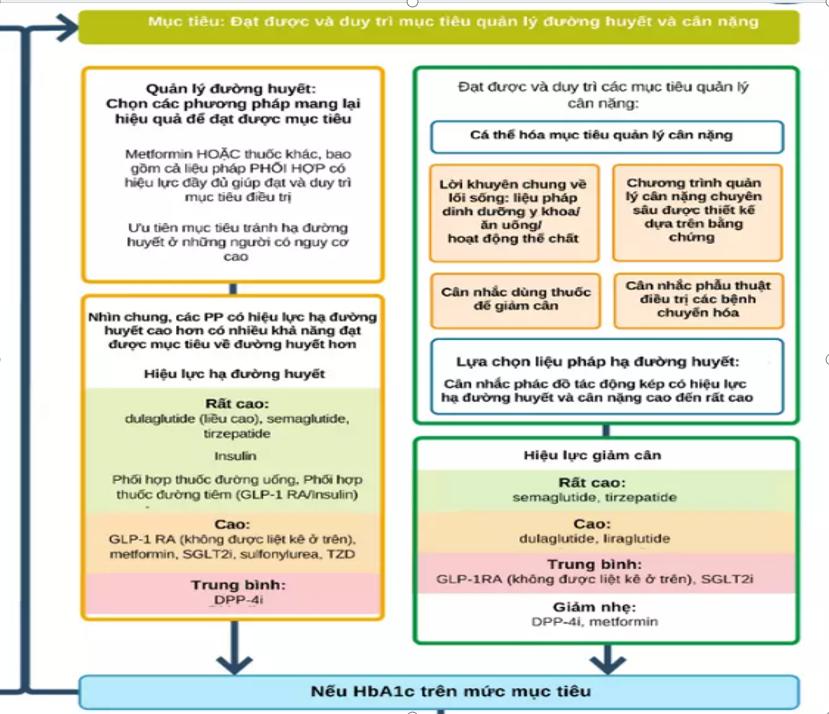 Mục tiêu: Đạt được và duy trì mục tiêu quản lý đường huyết và cân nặng
Quản lý đường huyết:
Chọn các phương pháp mang lại
hiệu quả để đạt được mục tiêu
Metformin HOẶC thuốc khác, bao
gồm cả liệu pháp PHỐI HỢP có
hiệu lực đầy đủ giúp đạt và duy trì
mục tiêu điều trị
Ưu tiên mục tiêu tránh hạ đường
huyết ở những người có nguy cơ
cao
Nhìn chung, các PP có hiệu lực hạ đường
huyết cao hơn có nhiều khả năng đạt
được mục tiêu về đường huyết hơn
Hiệu lực hạ đường huyết
Rất cao:
dulaglutide (liều cao), semaglutide,
tirzepatide
Insulin
Phối hợp thuốc đường uống, Phối hợp
thuốc đường tiêm (GLP-1 RA/Insulin)
Cao:
GLP-1 RA (không được liệt kê ở trên),
metformin, SGLT2i, sulfonylurea, TZD
Trung bình:
DPP-4i
Đạt được và duy trì các mục tiêu quản lý
cân nặng:
Cá thể hóa mục tiêu quản lý cân nặng
Lời khuyên chung về
lối sống: liệu pháp
dinh dưỡng y khoa/
ăn uống/
hoạt động thể chất
Chương trình quản
lý cân nặng chuyên
sâu được thiết kế
dựa trên bằng
chứng
Cân nhắc dùng thuốc
để giảm cân
Cân nhắc phẫu thuật
điều trị các bệnh
chuyển hóa
Lựa chọn liệu pháp hạ đường huyết:
Cân nhắc phác đồ tác động kép có hiệu lực
hạ đường huyết và cân nặng cao đến rất cao
Hiệu lực giảm cân
Rất cao:
semaglutide, tirzepatide
Cao:
dulaglutide, liraglutide
Trung bình:
GLP-1RA (không được liệt kê ở trên), SGLT2i
Giảm nhẹ:
DPP-4i, metformin
Nếu HbA1c trên mức mục tiêu